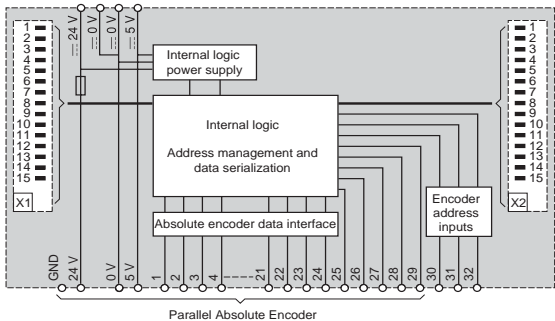 ⎓ 24 V
⎓ 0 V
⎓ 0 V
⎓ 5 V
1
2
3
4
5
6
7
8
9
10
11
12
13
14
15
X1
Internal logic
power supply
Internal logic
Address management and
data serialization
Absolute encoder data interface
Encoder
address
inputs
1
2
3
4
5
6
7
8
9
10
11
12
13
14
15
X2
GND
24 V
0 V
5 V
1
2
3
4
21
22
23
24
25
26
27
28
29
30
31
32
Parallel Absolute Encoder